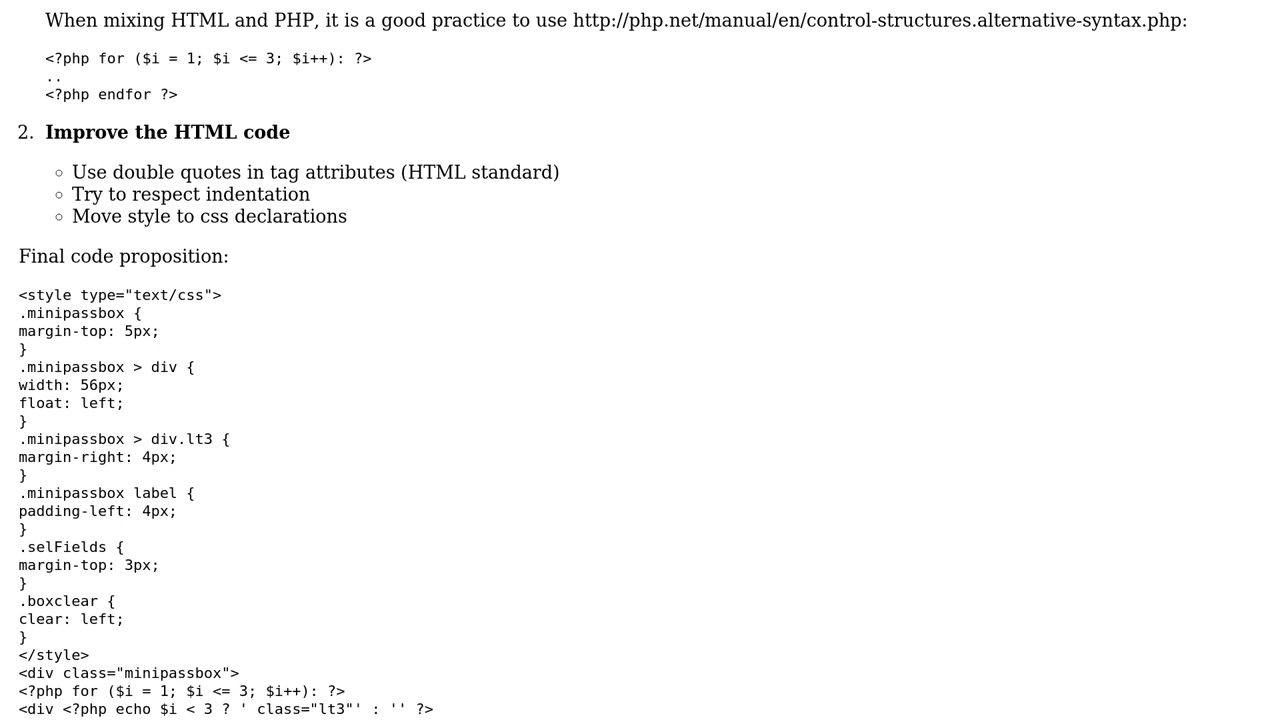 When mixing HTML and PHP, it is a good practice to use http://php.net/manual/en/control-structures.alternative-syntax.php:
<?php for ($i = 1; $i <= 3; $i++): ?>
..
<?php endfor ?>
2. Improve the HTML code
◦ Use double quotes in tag attributes (HTML standard)
◦ Try to respect indentation
◦ Move style to css declarations
Final code proposition:
<style type="text/css">
.minipassbox {
margin-top: 5px;
}
.minipassbox > div {
width: 56px;
float: left;
}
.minipassbox > div.lt3 {
margin-right: 4px;
}
.minipassbox label {
padding-left: 4px;
}
.selFields {
margin-top: 3px;
}
.boxclear {
clear: left;
}
</style>
<div class="minipassbox">
<?php for ($i = 1; $i <= 3; $i++): ?>
<div <?php echo $i < 3 ? ' class="lt3"' : '' ?>